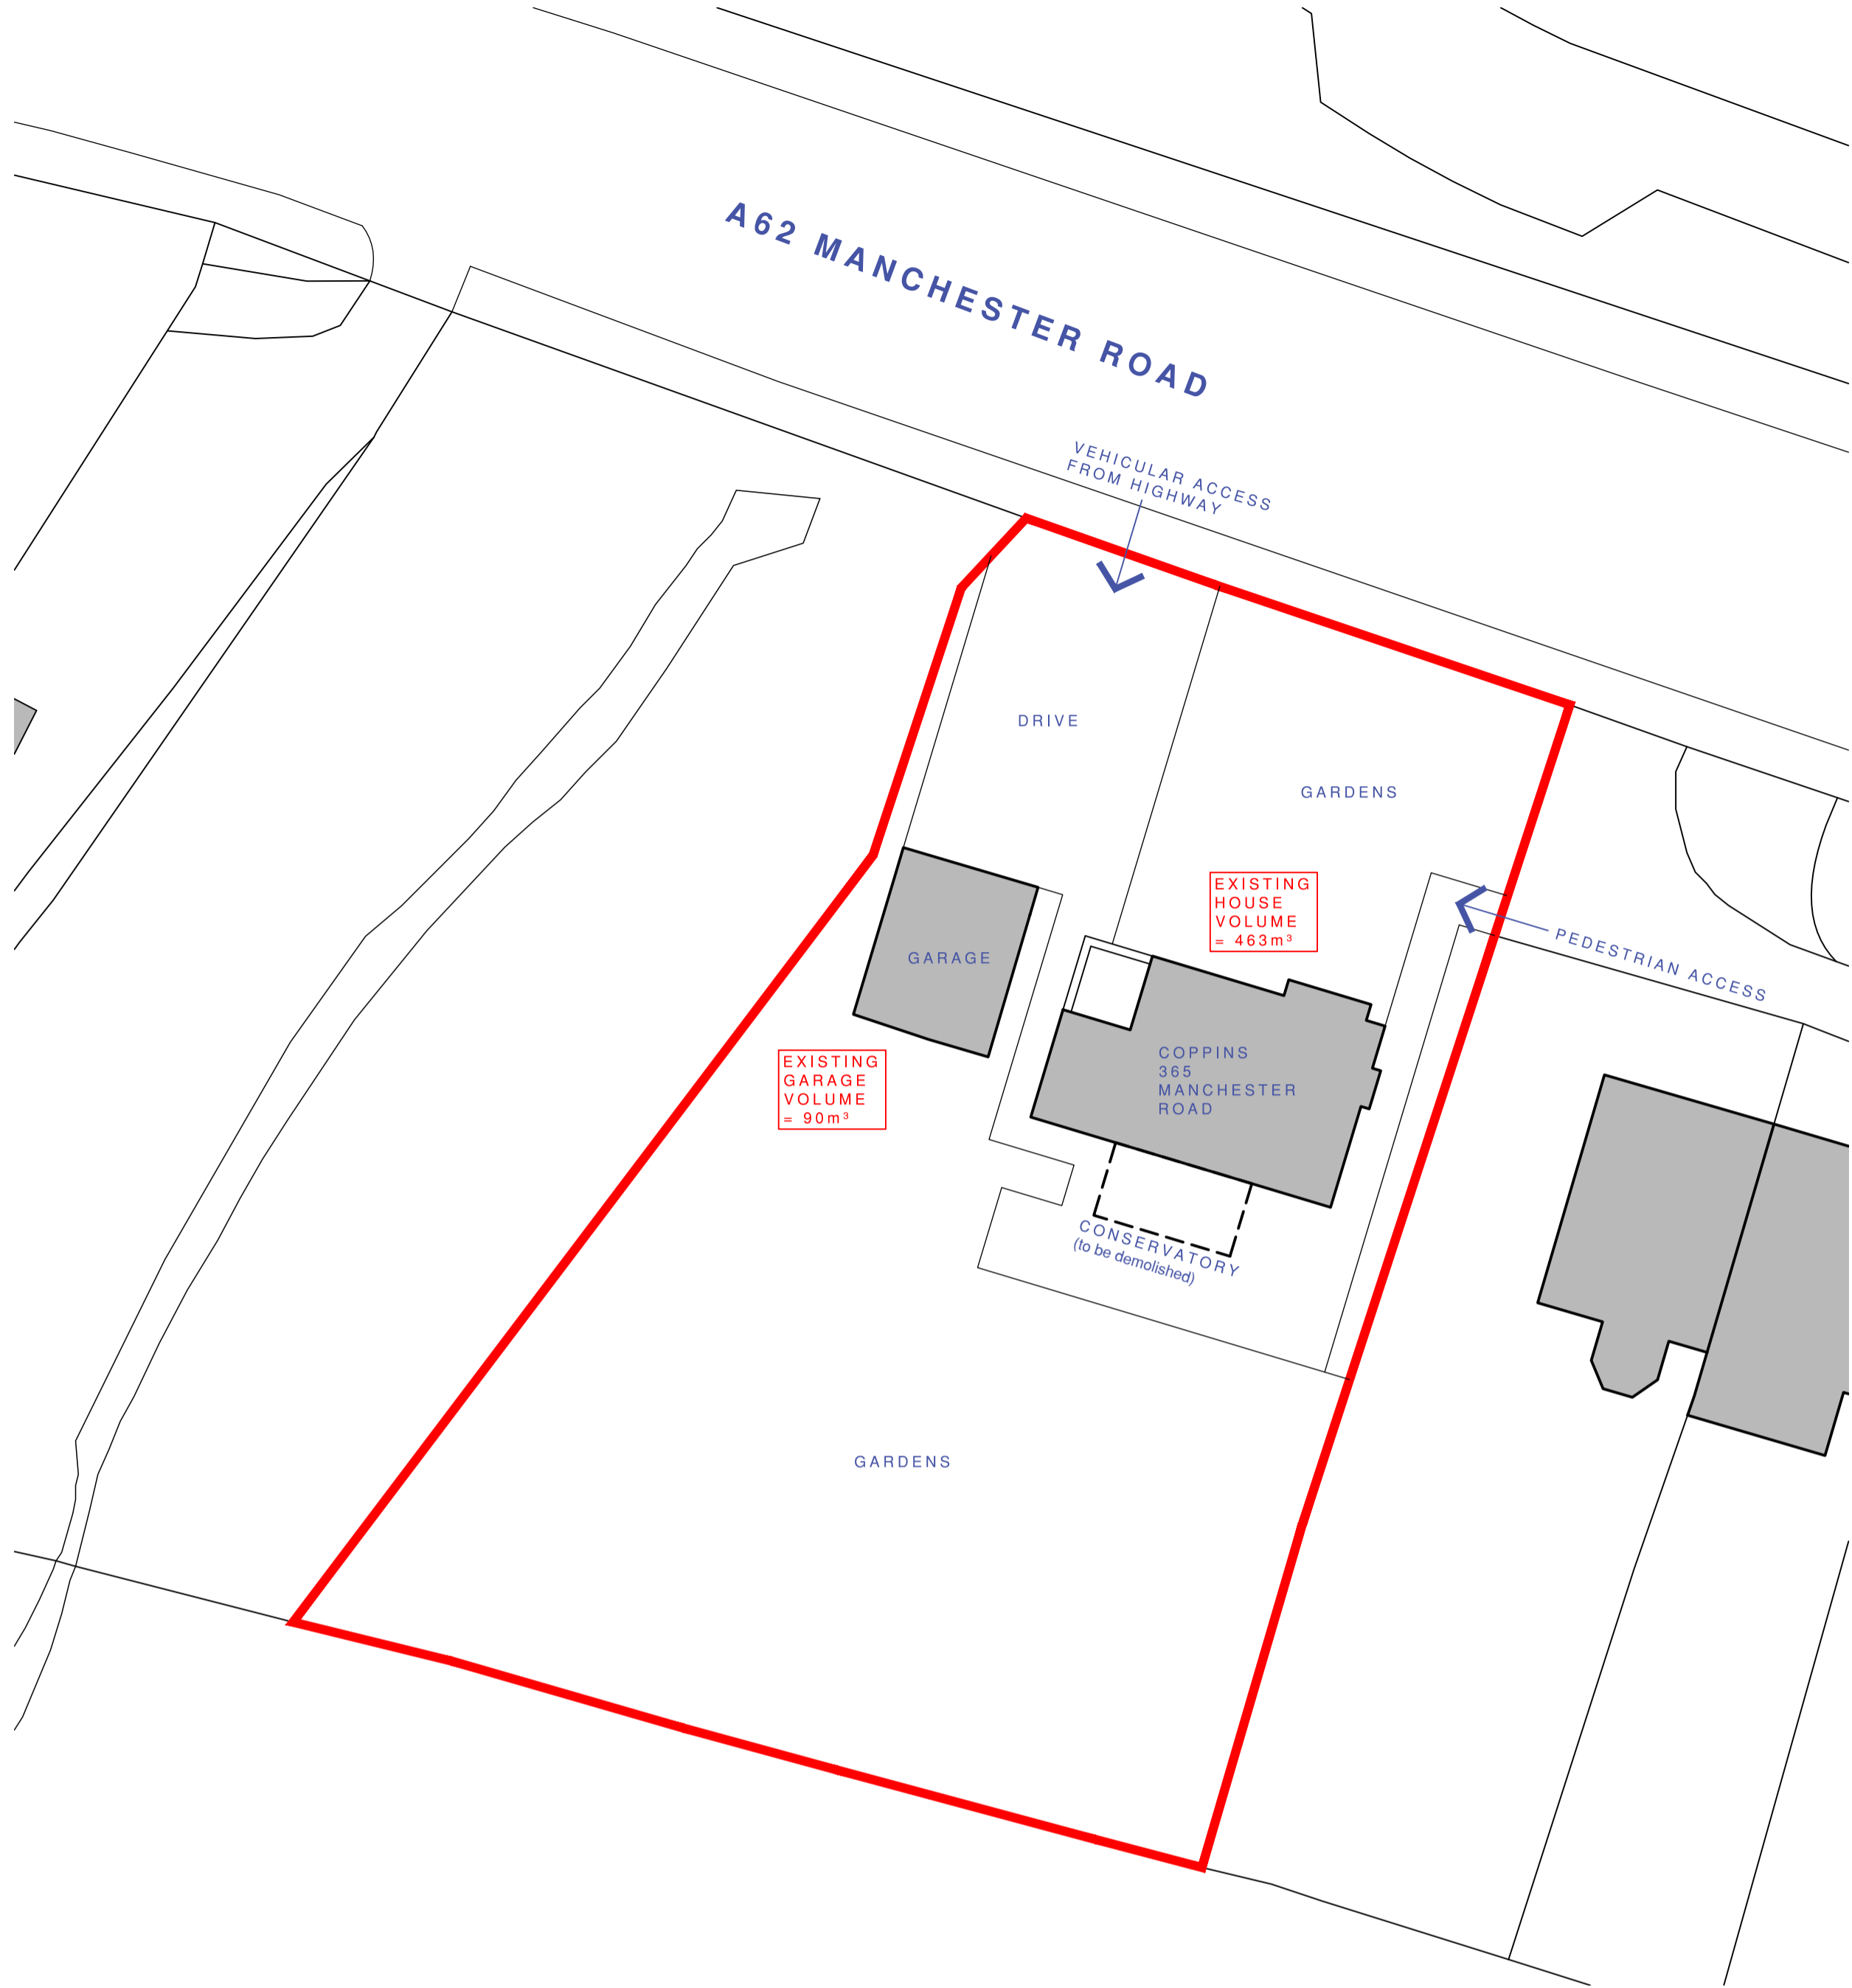 A62 MANCHESTER ROAD
VEHICULAR ACCESS
FROM HIGHWAY
DRIVE
GARDENS
EXISTING
HOUSE
VOLUME
= 463m³
PEDESTRIAN ACCESS
GARAGE
EXISTING
GARAGE
VOLUME
= 90m³
COPPINS
365
MANCHESTER
ROAD
CONSERVATORY
(to be demolished)
GARDENS